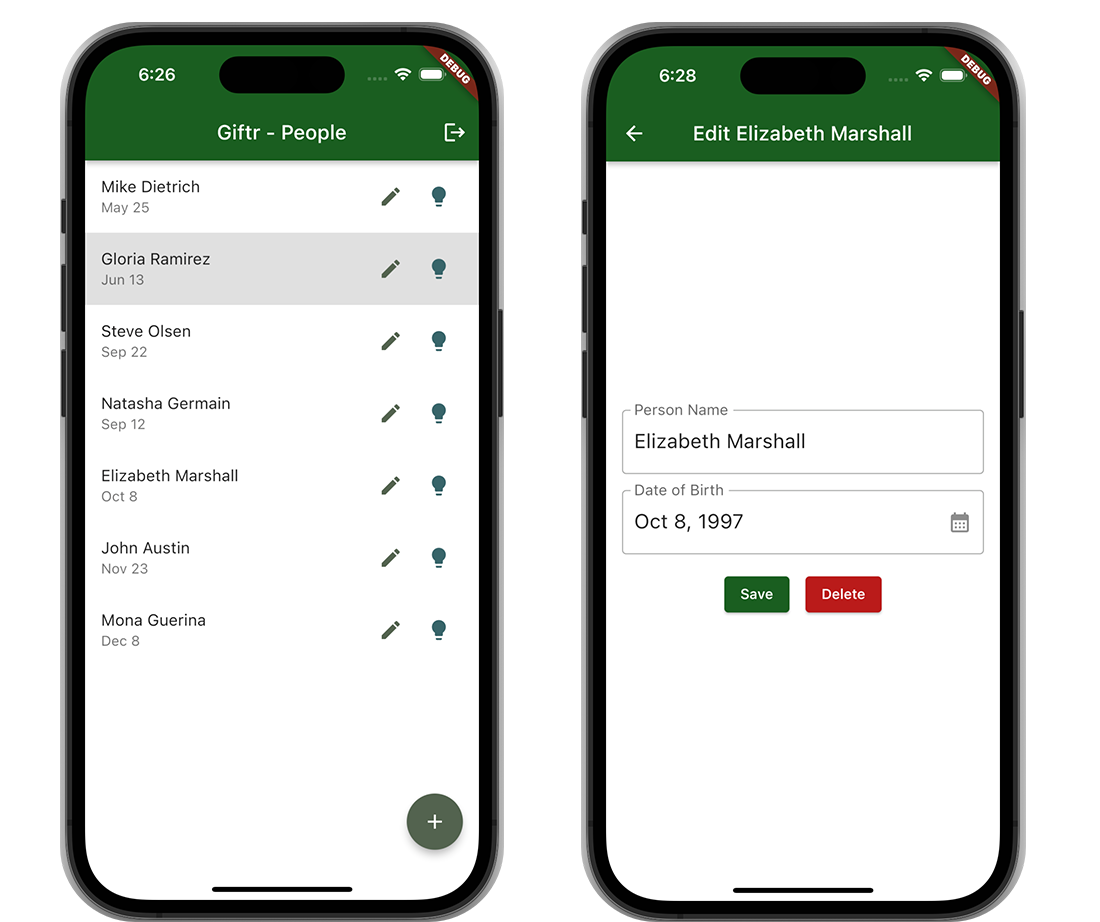 6:26
DEBUG
Giftr - People
Mike Dietrich
May 25
Gloria Ramirez
Jun 13
Steve Olsen
Sep 22
Natasha Germain
Sep 12
Elizabeth Marshall
Oct 8
John Austin
Nov 23
Mona Guerina
Dec 8
6:28
DEBUG
Edit Elizabeth Marshall
Person Name
Elizabeth Marshall
Date of Birth
Oct 8, 1997
Save Delete